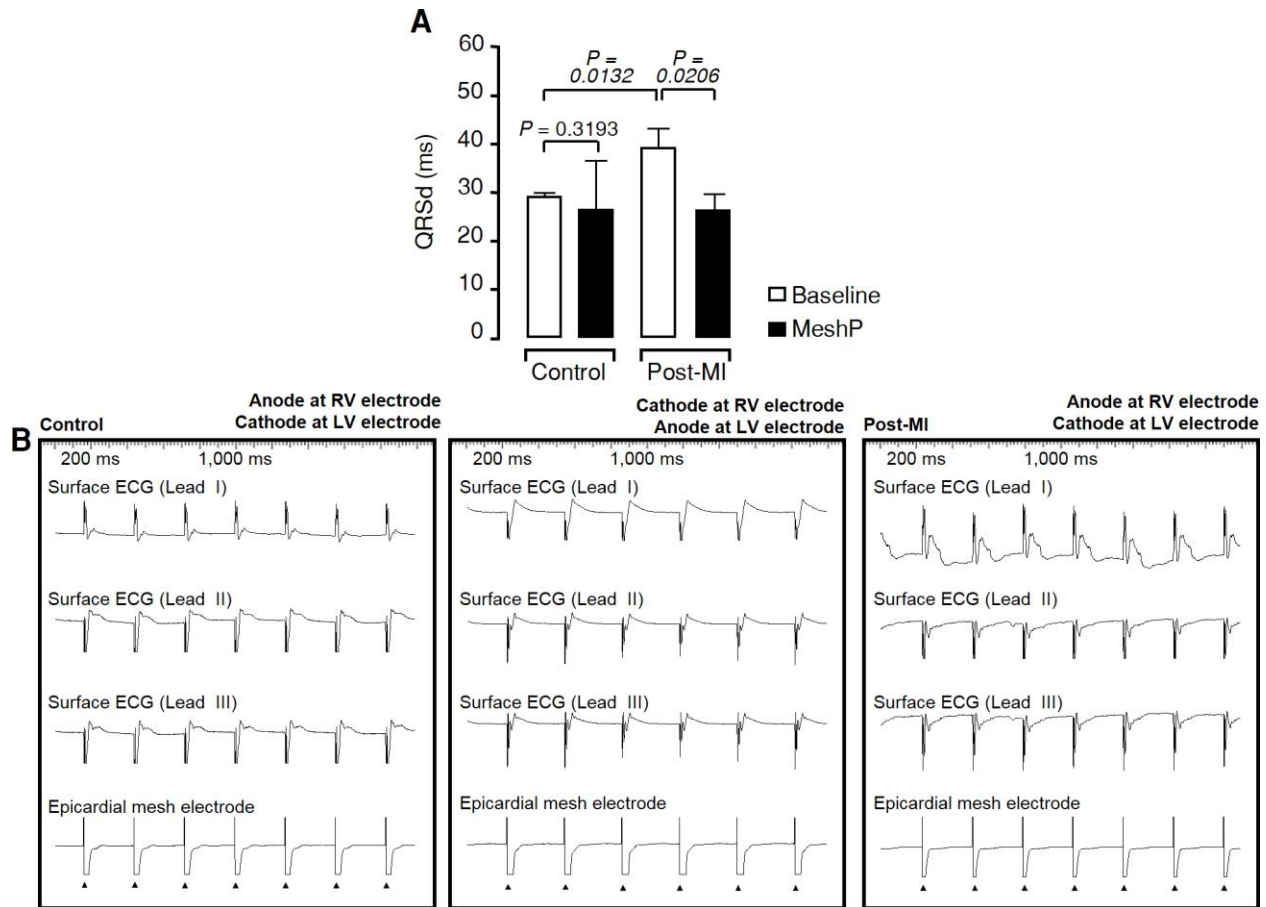 A
60
50
40
30
20
10
0
QRSd (ms)
P = 0.0132
P = 0.0206
P = 0.3193
Baseline
MeshP
Control
Post-MI
B
Control
Anode at RV electrode
Cathode at LV electrode
200 ms
1,000 ms
Surface ECG (Lead I)
Surface ECG (Lead II)
Surface ECG (Lead III)
Epicardial mesh electrode
Cathode at RV electrode
Anode at LV electrode
200 ms
1,000 ms
Surface ECG (Lead I)
Surface ECG (Lead II)
Surface ECG (Lead III)
Epicardial mesh electrode
Post-MI
Anode at RV electrode
Cathode at LV electrode
200 ms
1,000 ms
Surface ECG (Lead I)
Surface ECG (Lead II)
Surface ECG (Lead III)
Epicardial mesh electrode